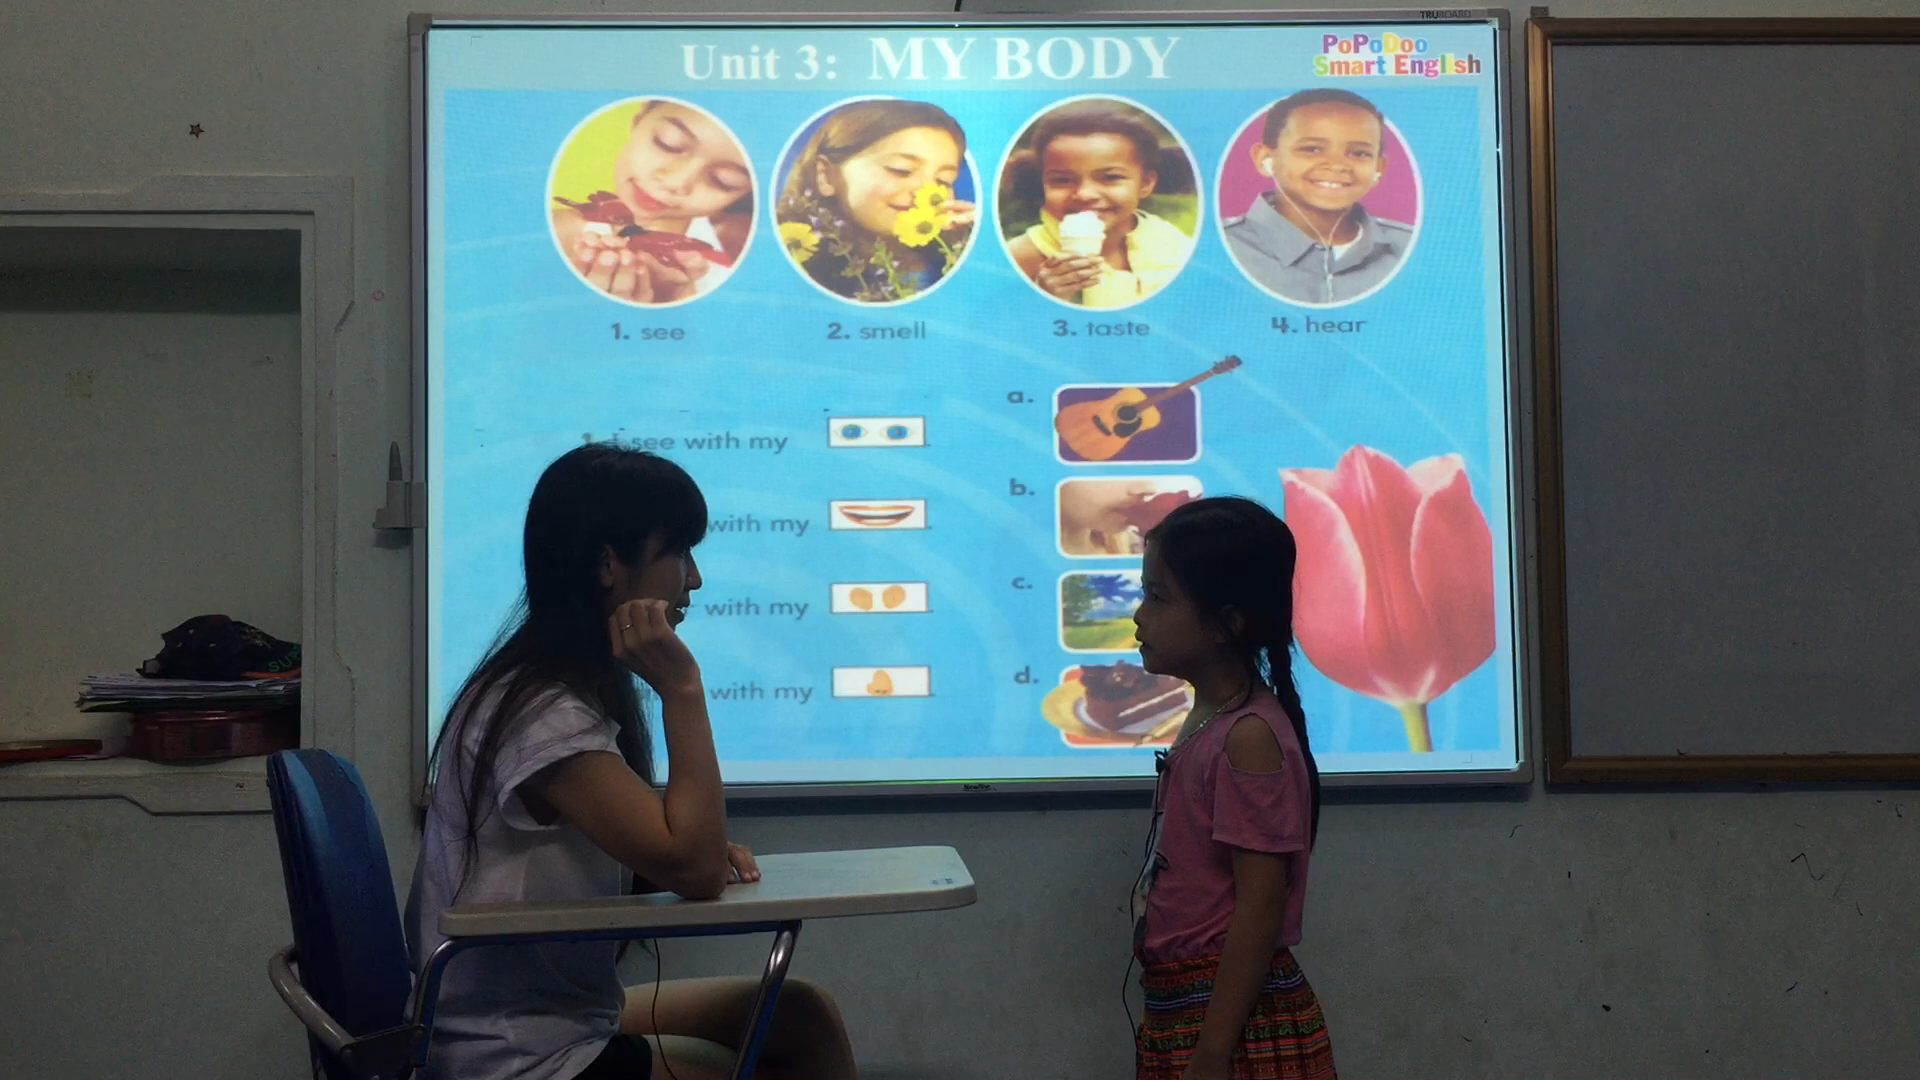 TRUBOARD
Unit 3: MY BODY
PoPoDoo
Smart English
1. see
2. smell
3. taste
4. hear
a.
see with my
b.
with my
c.
with my
d.
with my